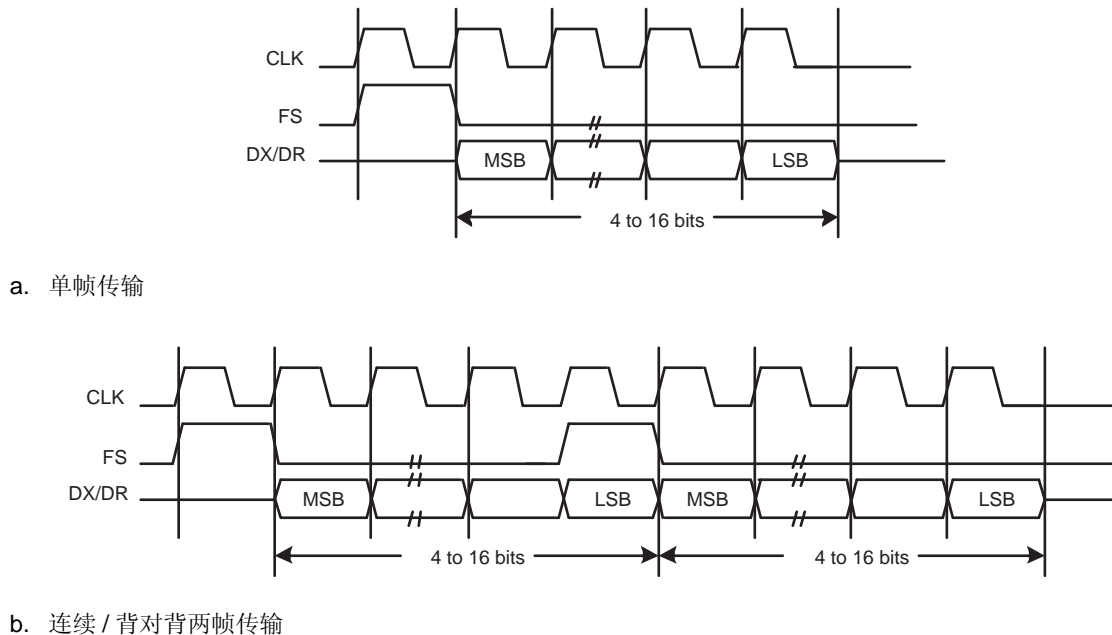 CLK
FS
DX/DR
MSB
LSB
4 to 16 bits
a. 单帧传输
CLK
FS
DX/DR
MSB
LSB
MSB
LSB
4 to 16 bits
4 to 16 bits
b. 连续 / 背对背两帧传输